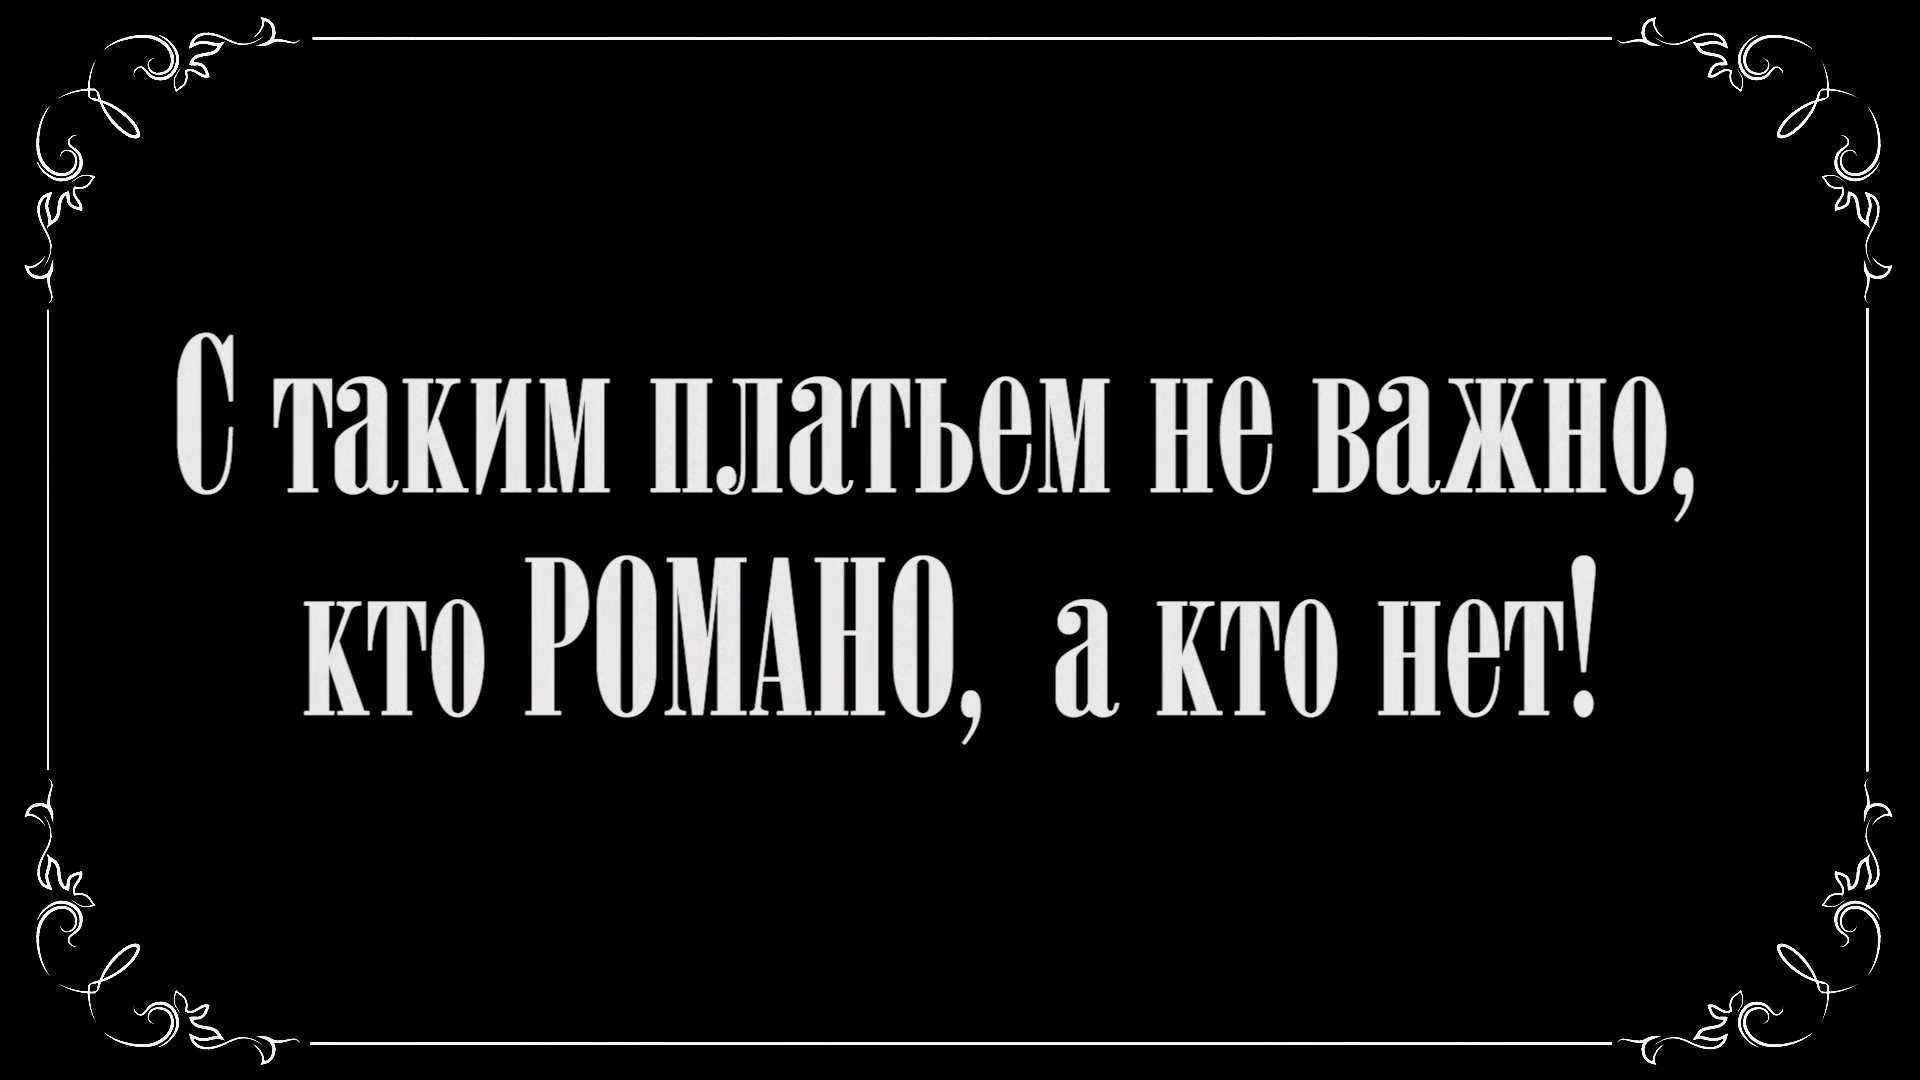 С таким платьем не важно,
кто РОМАНО, а кто нет!